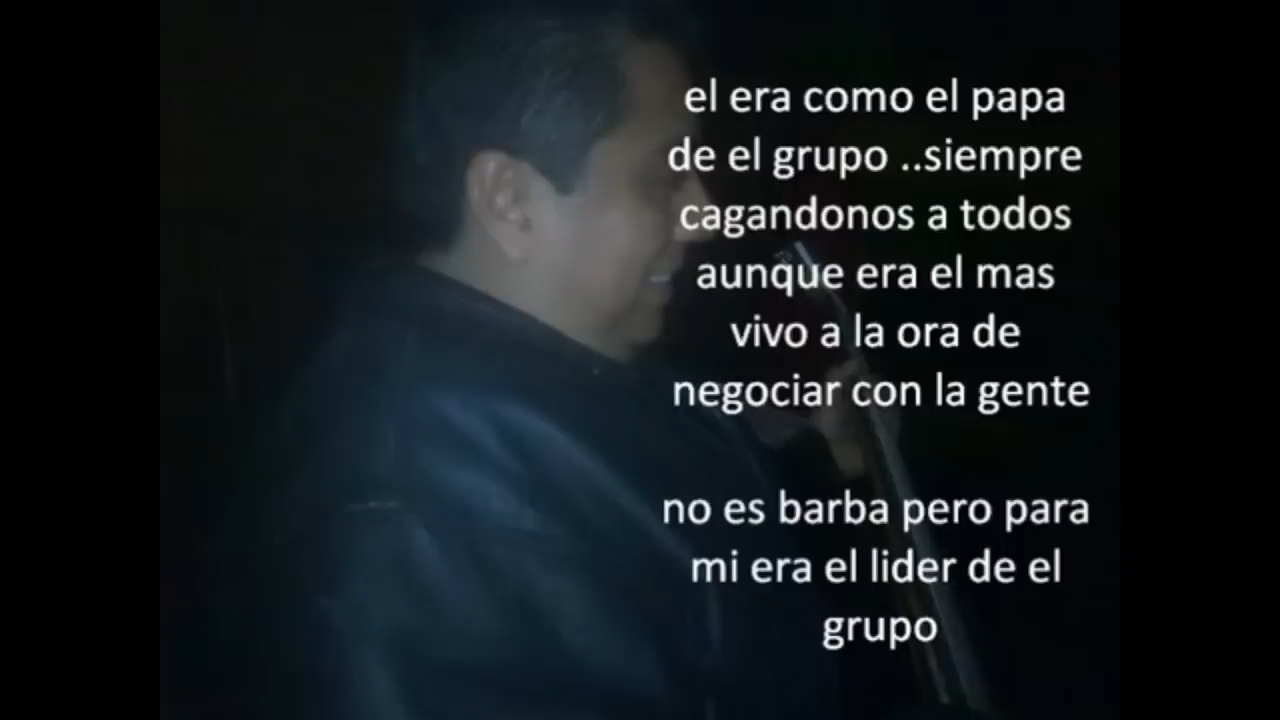 el era como el papa
de el grupo ..siempre
cagandonos a todos
aunque era el mas
vivo a la ora de
negociar con la gente
no es barba pero para
mi era el lider de el
grupo